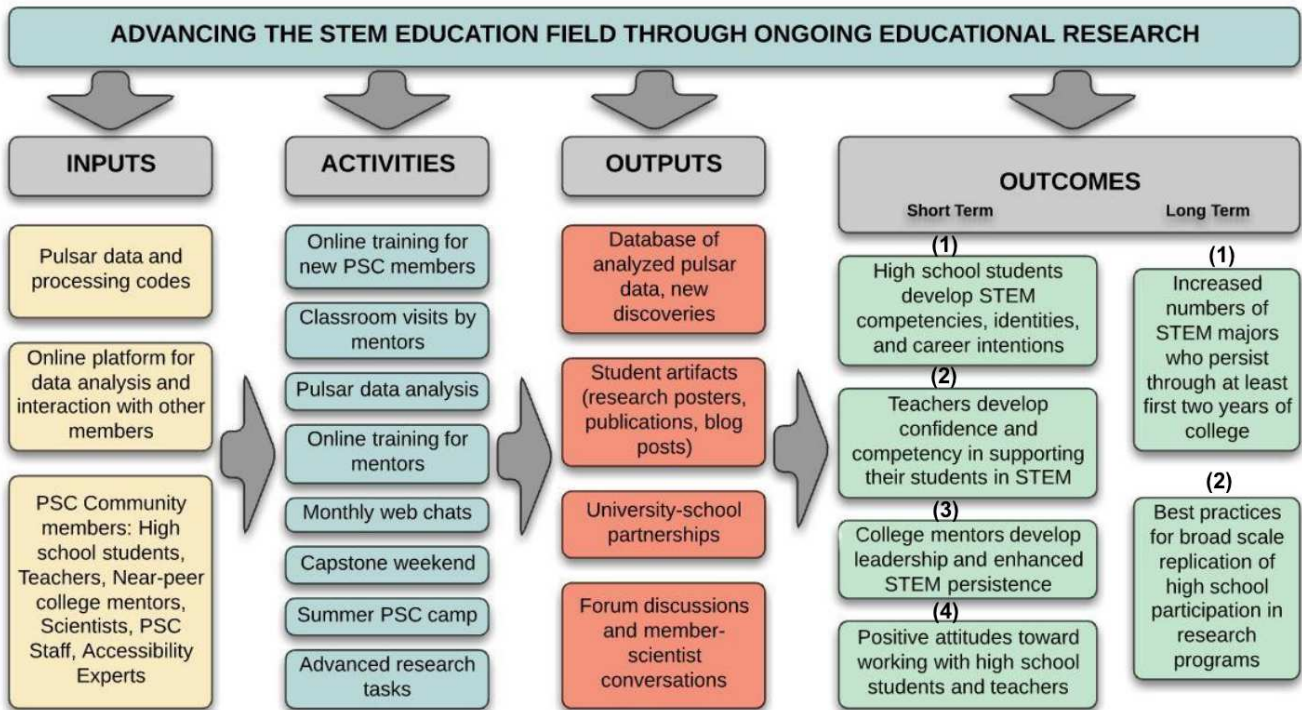 ADVANCING THE STEM EDUCATION FIELD THROUGH ONGOING EDUCATIONAL RESEARCH
INPUTS
Pulsar data and
processing codes
Online platform for
data analysis and
interaction with other
members
PSC Community
members: High
school students,
Teachers, Near-peer
college mentors,
Scientists, PSC
Staff, Accessibility
Experts
ACTIVITIES
Online training for
new PSC members
Classroom visits by
mentors
Pulsar data analysis
Online training for
mentors
Monthly web chats
Capstone weekend
Summer PSC camp
Advanced research
tasks
OUTPUTS
Database of
analyzed pulsar
data, new
discoveries
Student artifacts
(research posters,
publications, blog
posts)
University-school
partnerships
Forum discussions
and member-
scientist
conversations
OUTCOMES
Short Term
(1)
High school students
develop STEM
competencies, identities,
and career intentions
(2)
Teachers develop
confidence and
competency in supporting
their students in STEM
(3)
College mentors develop
leadership and enhanced
STEM persistence
(4)
Positive attitudes toward
working with high school
students and teachers
Long Term
(1)
Increased
numbers of
STEM majors
who persist
through at least
first two years of
college
(2)
Best practices
for broad scale
replication of
high school
participation in
research
programs